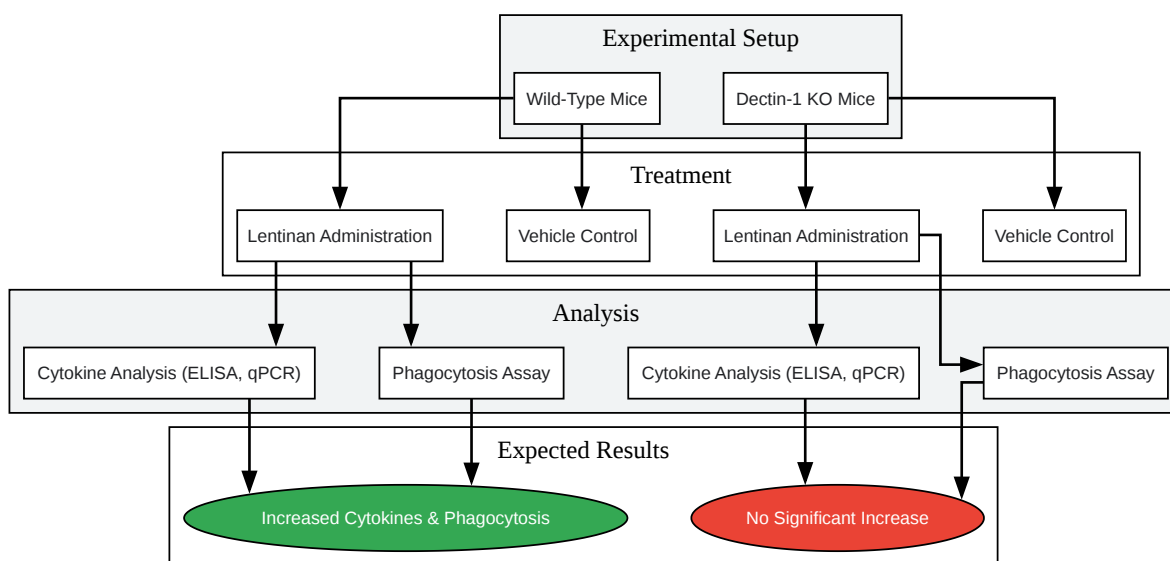 Experimental Setup
Wild-Type Mice
Dectin-1 KO Mice
Treatment
Lentinan Administration
Vehicle Control
Lentinan Administration
Vehicle Control
Analysis
Cytokine Analysis (ELISA, qPCR)
Phagocytosis Assay
Cytokine Analysis (ELISA, qPCR)
Phagocytosis Assay
Expected Results
Increased Cytokines & Phagocytosis
No Significant Increase